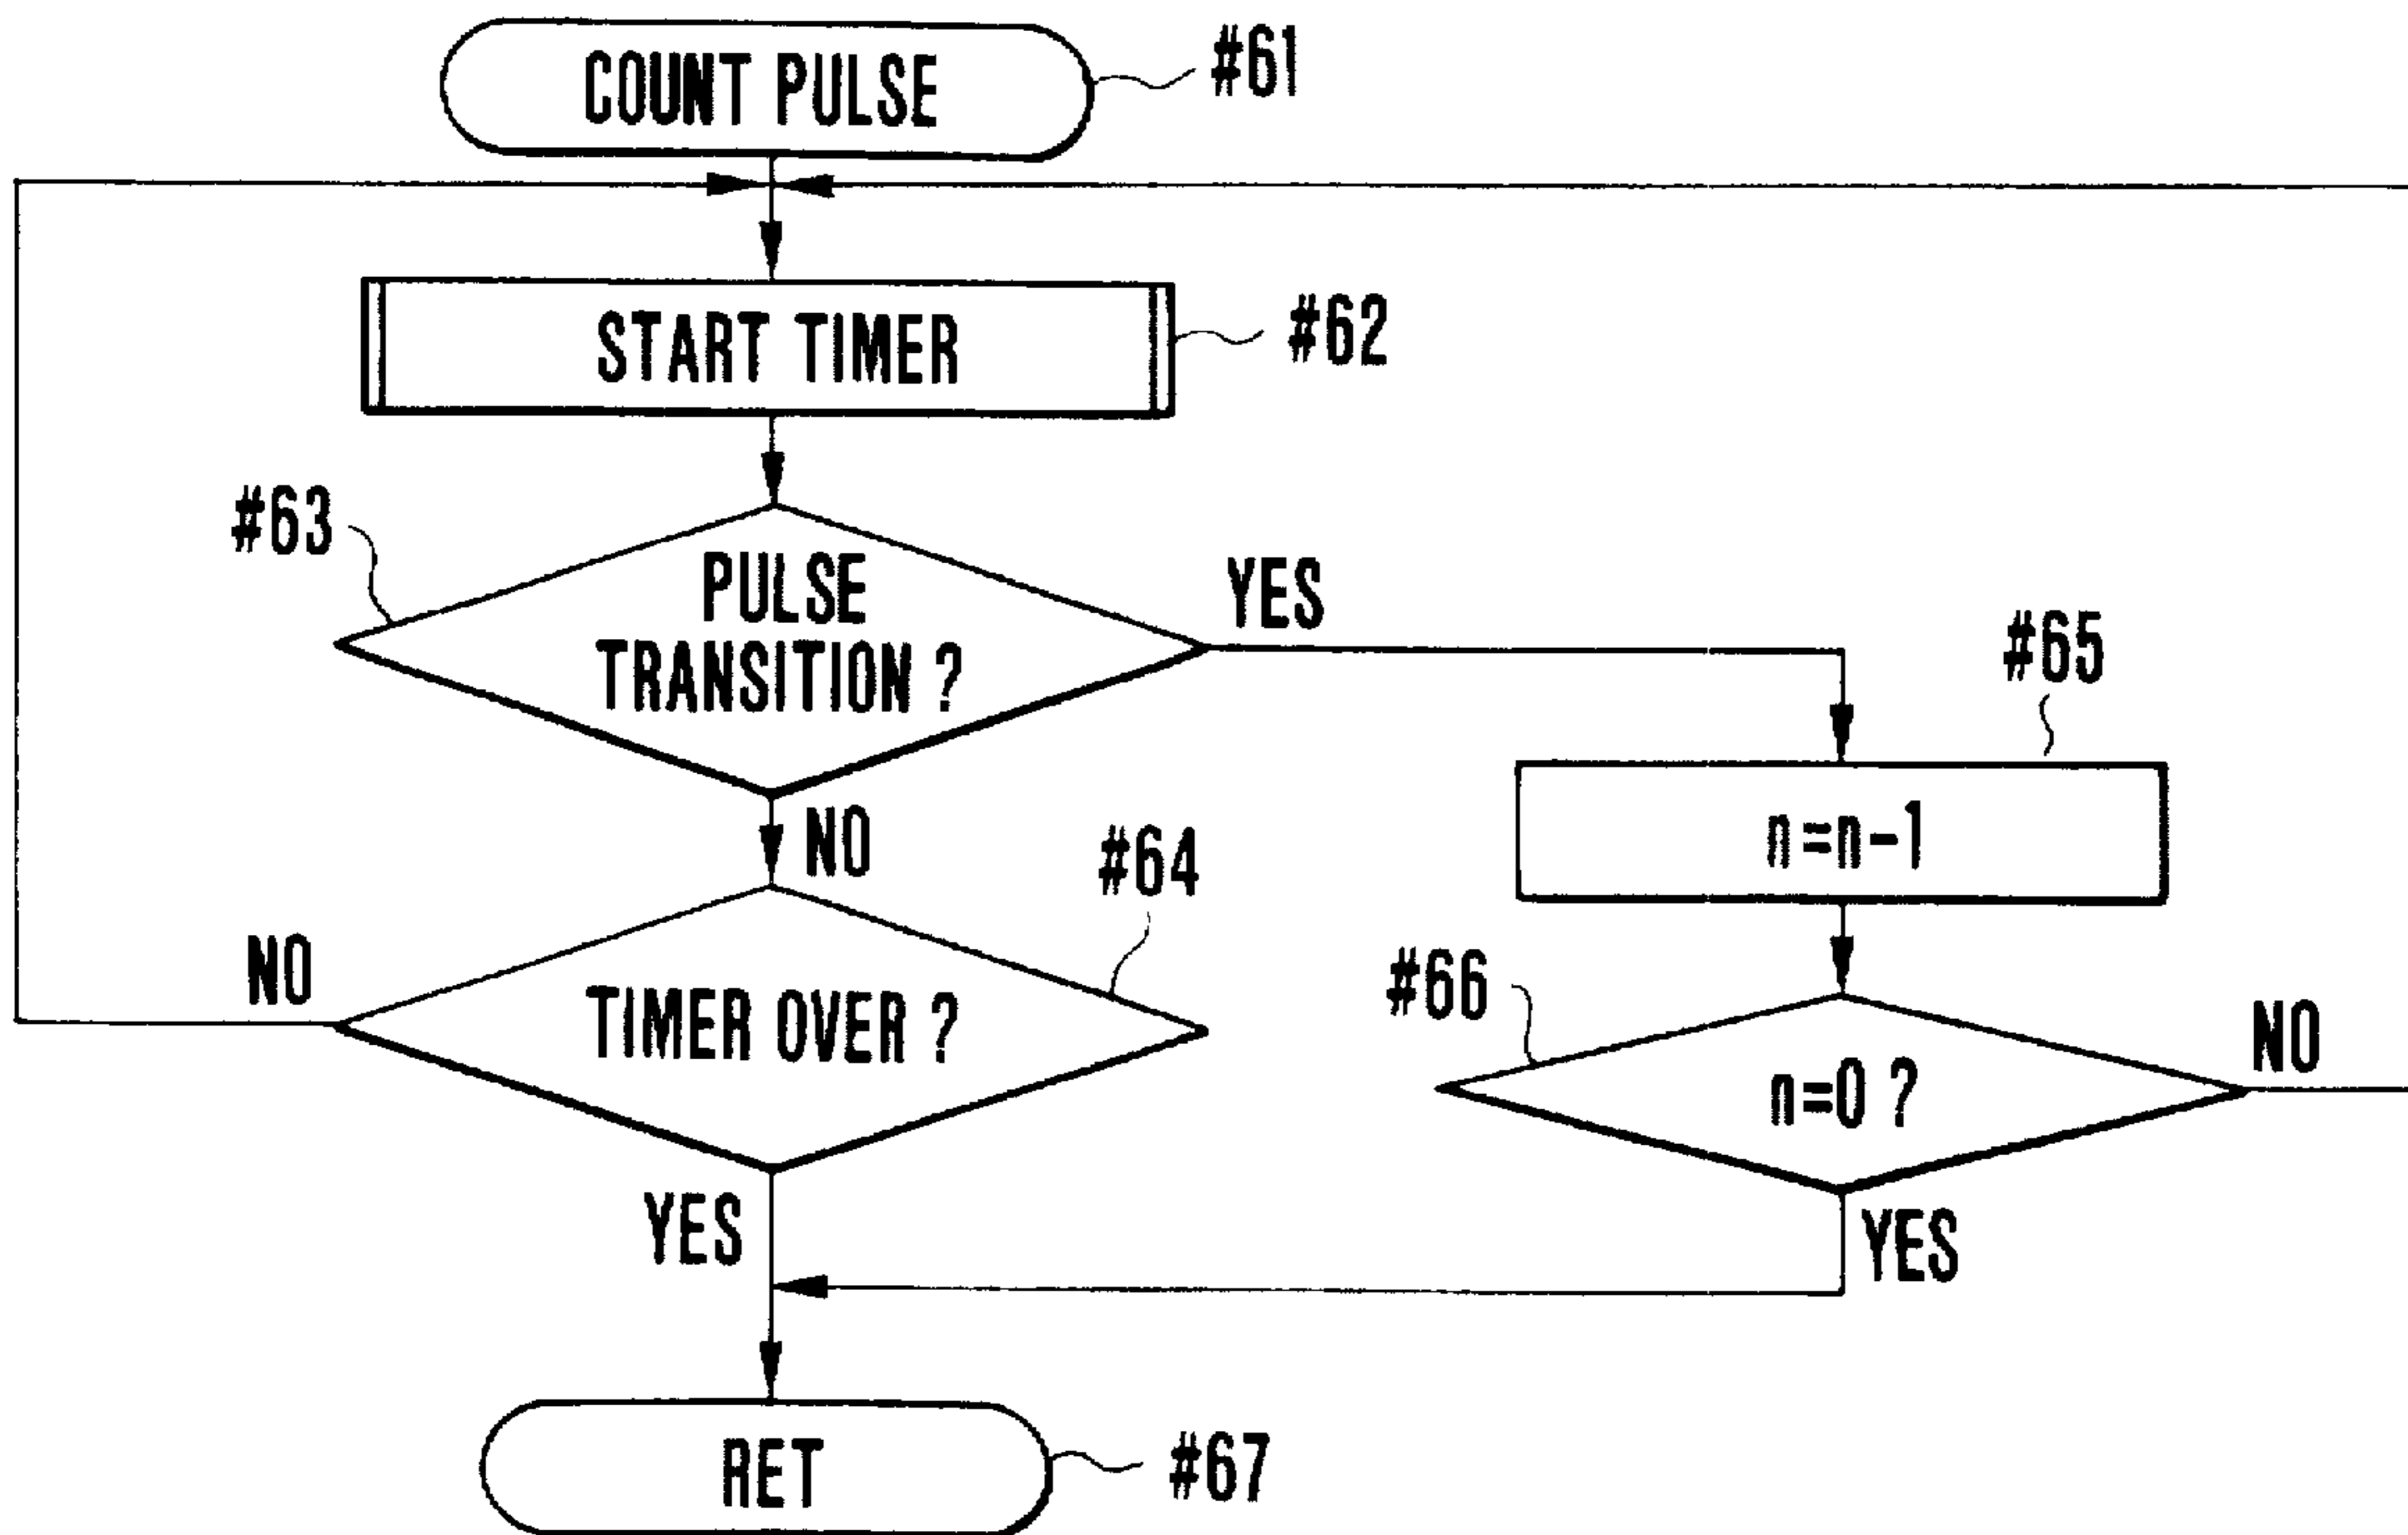 COUNT PULSE
#61
START TIMER
#62
#63
PULSE
TRANSITION ?
YES
#65
NO
n=n-1
#64
NO
TIMER OVER ?
#66
n=0 ?
NO
YES
YES
RET
#67